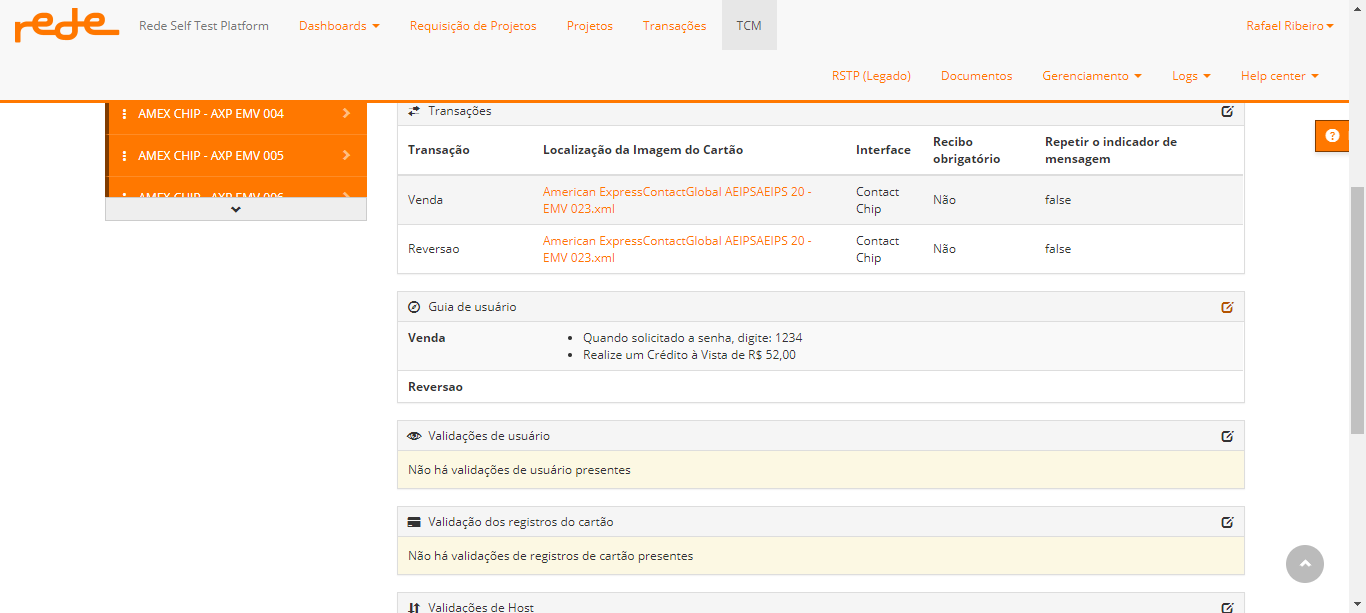 rede
Rede Self Test Platform
Dashboards
Requisição de Projetos
Projetos
Transações
TCM
Rafael Ribeiro
RSTP (Legado)
Documentos
Gerenciamento
Logs
Help center
AMEX CHIP - AXP EMV 004
AMEX CHIP - AXP EMV 005
AMEX CHIP - AXP EMV 006
Transações
Transação
Localização da Imagem do Cartão
Interface
Recibo
obrigatório
Repetir o indicador de
mensagem
Venda
American ExpressContactGlobal AEIPSAEIPS 20 -
EMV 023.xml
Contact
Chip
Não
false
Reversao
American ExpressContactGlobal AEIPSAEIPS 20 -
EMV 023.xml
Contact
Chip
Não
false
Guia de usuário
Venda
• Quando solicitado a senha, digite: 1234
• Realize um Crédito à Vista de R$ 52,00
Reversao
Validações de usuário
Não há validações de usuário presentes
Validação dos registros do cartão
Não há validações de registros de cartão presentes
Validações de Host